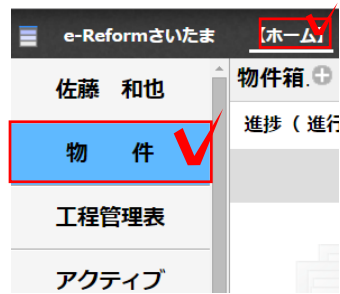 e-Reformさいたま 【ホーム】
佐藤 和也
物 件
工程管理表
アクティブ
物件箱.
進捗（進行